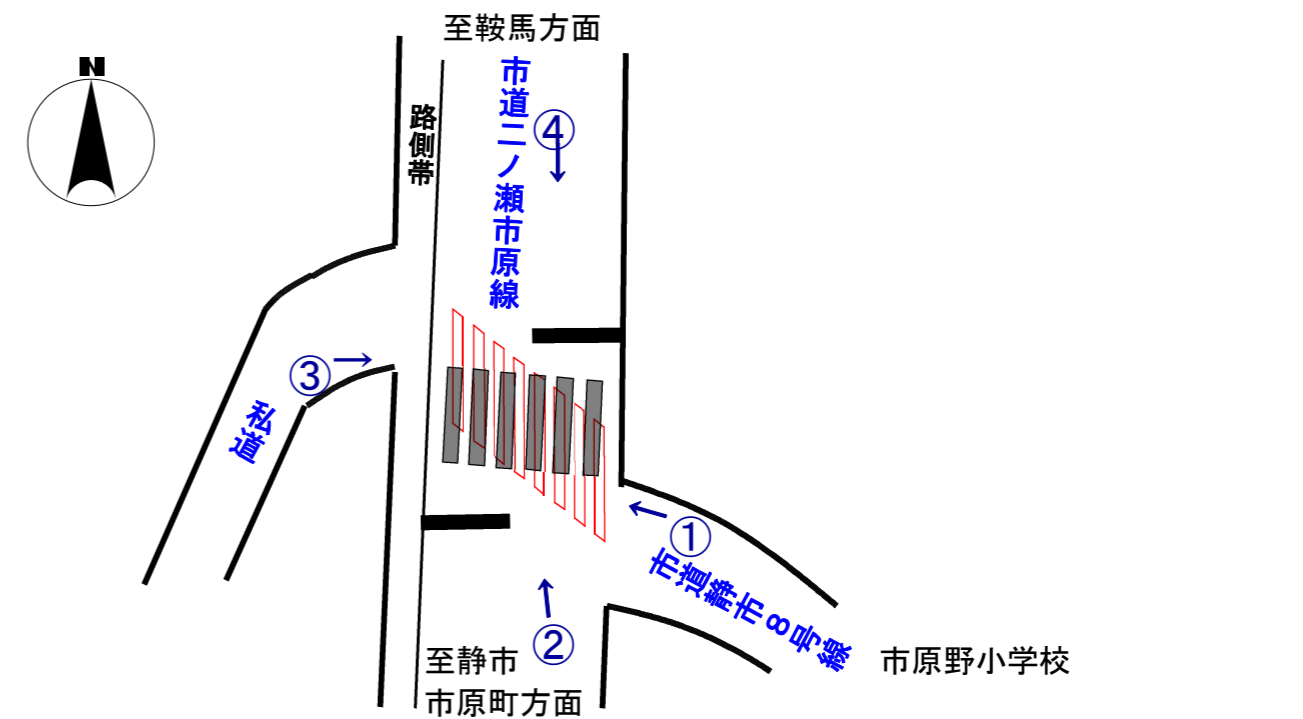 至鞍馬方面
N
市道二ノ瀬市原線
④
路側帯
③
私道
①
市道静市8号線
②
至静市
市原町方面
市原野小学校